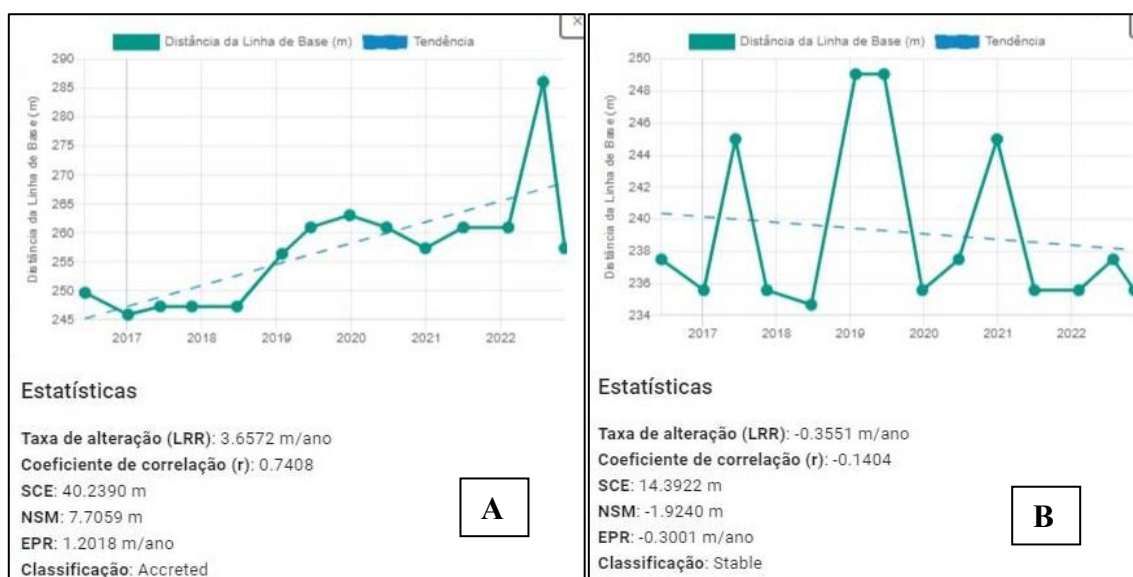 Distância da Linha de Base (m) Tendência
Distância da Linha de Base (m)
290
285
280
275
270
265
260
255
250
245
2017 2018 2019 2020 2021 2022
Estatísticas
Taxa de alteração (LRR): 3.6572 m/ano
Coeficiente de correlação (r): 0.7408
SCE: 40.2390 m
NSM: 7.7059 m
EPR: 1.2018 m/ano
Classificação: Accreted
A
Distância da Linha de Base (m) Tendência
Distância da Linha de Base (m)
250
248
246
244
242
240
238
236
234
2017 2018 2019 2020 2021 2022
Estatísticas
Taxa de alteração (LRR): -0.3551 m/ano
Coeficiente de correlação (r): -0.1404
SCE: 14.3922 m
NSM: -1.9240 m
EPR: -0.3001 m/ano
Classificação: Stable
B